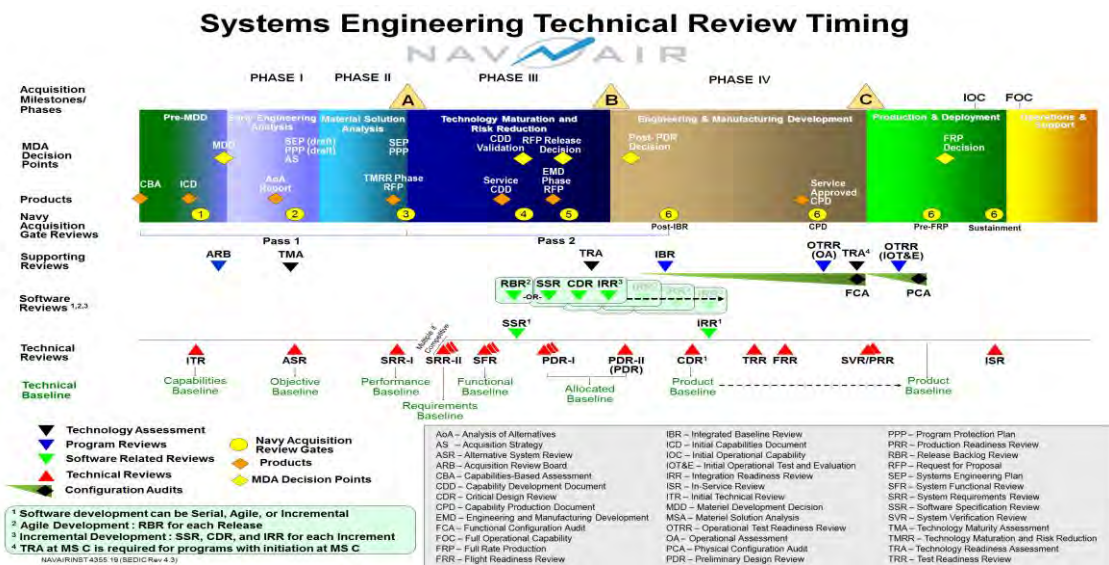 Systems Engineering Technical Review Timing
NAVAIR
Acquisition Milestones/ Phases
PHASE I
PHASE II
PHASE III
PHASE IV
A
B
C
IOC
FOC
Pre-MDD
Early Engineering Analysis
Material Solution Analysis
Technology Maturation and Risk Reduction
Engineering & Manufacturing Development
Production & Deployment
Operations & Support
MDA Decision Points
MDD
SEP (draft)
PPP (draft)
AS
SEP
PPP
CDD Validation
RFP Release Decision
Post- PDR Decision
FRP Decision
Products
CBA
ICD
AoA Report
TMRR Phase RFP
Service CDD
EMD Phase RFP
Service Approved CPD
Navy Acquisition Gate Reviews
1
2
3
4
5
6
6
6
6
Post-IBR
CPD
Pre-FRP
Sustainment
Pass 1
Pass 2
Supporting Reviews
ARB
TMA
TRA
IBR
OTRR (OA)
TRA4
OTRR (IOT&E)
FCA
PCA
Software Reviews 1,2,3
RBR2
-OR-
SSR
CDR
IRR3
SSR1
IRR1
Technical Reviews
Multiple if Competitive
ITR
ASR
SRR-I
SRR-II
SFR
PDR-I
PDR-II (PDR)
CDR1
TRR
FRR
SVR/PRR
ISR
Technical Baseline
Capabilities Baseline
Objective Baseline
Performance Baseline
Requirements Baseline
Functional Baseline
Allocated Baseline
Product Baseline
Product Baseline
Technology Assessment
Program Reviews
Software Related Reviews
Technical Reviews
Configuration Audits
Navy Acquisition Review Gates
Products
MDA Decision Points
1 Software development can be Serial, Agile, or Incremental
2 Agile Development : RBR for each Release
3 Incremental Development : SSR, CDR, and IRR for each Increment
4 TRA at MS C is required for programs with initiation at MS C
NAVAIRINST 4355.19 (SEDIC Rev 4.3)
AoA – Analysis of Alternatives
AS – Acquisition Strategy
ASR – Alternative System Review
ARB – Acquisition Review Board
CBA – Capabilities-Based Assessment
CDD – Capability Development Document
CDR – Critical Design Review
CPD – Capability Production Document
EMD – Engineering and Manufacturing Development
FCA – Functional Configuration Audit
FOC – Full Operational Capability
FRP – Full Rate Production
FRR – Flight Readiness Review
IBR – Integrated Baseline Review
ICD – Initial Capabilities Document
IOC – Initial Operational Capability
IOT&E – Initial Operational Test and Evaluation
IRR – Integration Readiness Review
ISR – In-Service Review
ITR – Initial Technical Review
MDD – Materiel Development Decision
MSA – Materiel Solution Analysis
OTRR – Operational Test Readiness Review
OA – Operational Assessment
PCA – Physical Configuration Audit
PDR – Preliminary Design Review
PPP – Program Protection Plan
PRR – Production Readiness Review
RBR – Release Backlog Review
RFP – Request for Proposal
SEP – Systems Engineering Plan
SFR – System Functional Review
SRR – System Requirements Review
SSR – Software Specification Review
SVR – System Verification Review
TMA – Technology Maturity Assessment
TMRR – Technology Maturation and Risk Reduction
TRA – Technology Readiness Assessment
TRR – Test Readiness Review